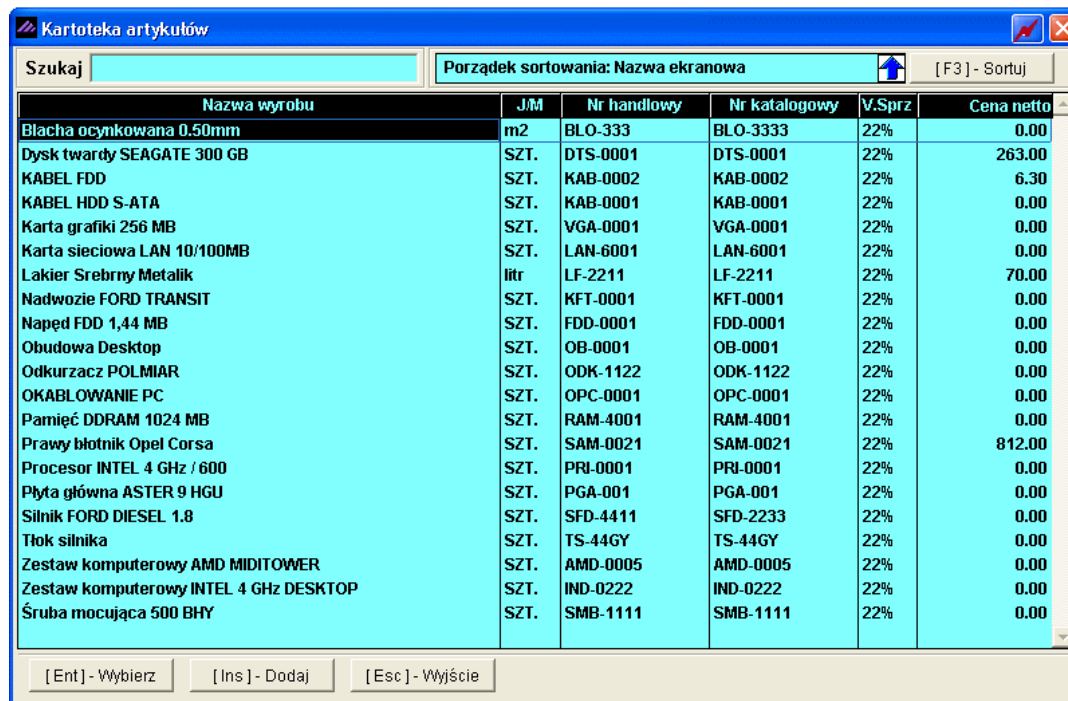 Kartoteka artykułów
Szukaj Porządek sortowania: Nazwa ekranowa [ F3 ] - Sortuj
Nazwa wyrobu J/M Nr handlowy Nr katalogowy V.Sprz Cena netto
Blacha ocynkowana 0.50mm m2 BLO-333 BLO-3333 22% 0.00
Dysk twardy SEAGATE 300 GB SZT. DTS-0001 DTS-0001 22% 263.00
KABEL FDD SZT. KAB-0002 KAB-0002 22% 6.30
KABEL HDD S-ATA SZT. KAB-0001 KAB-0001 22% 0.00
Karta grafiki 256 MB SZT. VGA-0001 VGA-0001 22% 0.00
Karta sieciowa LAN 10/100MB SZT. LAN-6001 LAN-6001 22% 0.00
Lakier Srebrny Metalik litr LF-2211 LF-2211 22% 70.00
Nadwozie FORD TRANSIT SZT. KFT-0001 KFT-0001 22% 0.00
Napęd FDD 1,44 MB SZT. FDD-0001 FDD-0001 22% 0.00
Obudowa Desktop SZT. OB-0001 OB-0001 22% 0.00
Odkurzacz POLMIAR SZT. ODK-1122 ODK-1122 22% 0.00
OKABLOWANIE PC SZT. OPC-0001 OPC-0001 22% 0.00
Pamięć DDRAM 1024 MB SZT. RAM-4001 RAM-4001 22% 0.00
Prawy błotnik Opel Corsa SZT. SAM-0021 SAM-0021 22% 812.00
Procesor INTEL 4 GHz / 600 SZT. PRI-0001 PRI-0001 22% 0.00
Płyta główna ASTER 9 HGU SZT. PGA-001 PGA-001 22% 0.00
Silnik FORD DIESEL 1.8 SZT. SFD-4411 SFD-2233 22% 0.00
Tłok silnika SZT. TS-44GY TS-44GY 22% 0.00
Zestaw komputerowy AMD MIDITOWER SZT. AMD-0005 AMD-0005 22% 0.00
Zestaw komputerowy INTEL 4 GHz DESKTOP SZT. IND-0222 IND-0222 22% 0.00
Śruba mocująca 500 BHY SZT. SMB-1111 SMB-1111 22% 0.00
[ Ent ] - Wybierz [ Ins ] - Dodaj [ Esc ] - Wyjście